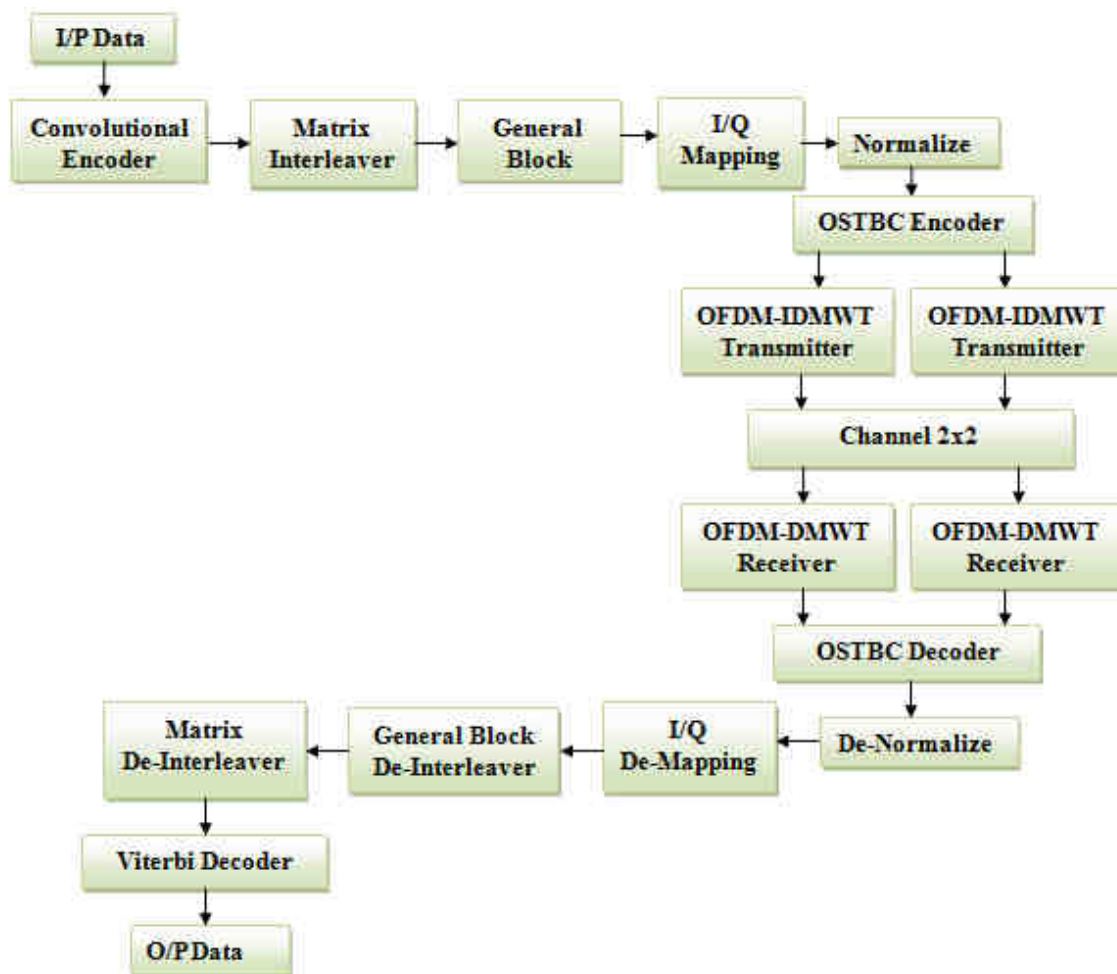 I/P Data
Convolutional
Encoder
Matrix
Interleaver
General
Block
I/Q
Mapping
Normalize
OSTBC Encoder
OFDM-IDMWT
Transmitter
OFDM-IDMWT
Transmitter
Channel 2x2
OFDM-DMWT
Receiver
OFDM-DMWT
Receiver
OSTBC Decoder
De-Normalize
I/Q
De-Mapping
General Block
De-Interleaver
Matrix
De-Interleaver
Viterbi Decoder
O/P Data